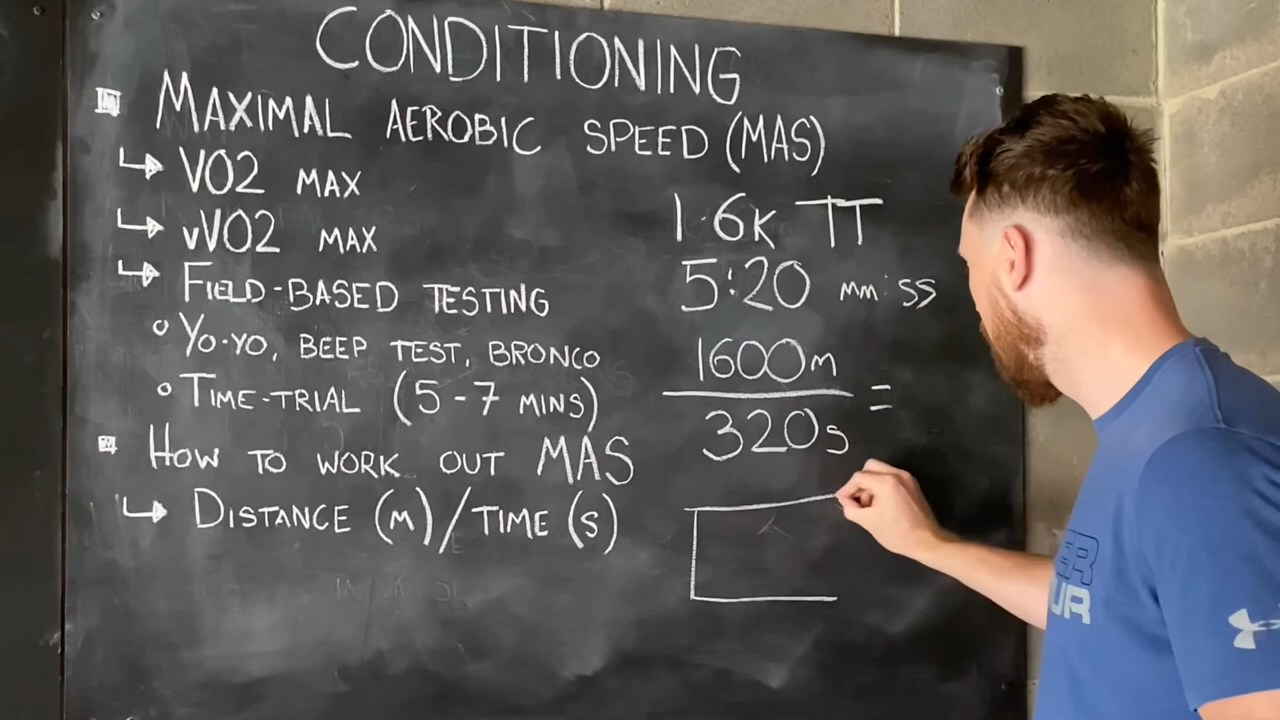 CONDITIONING
MAXIMAL AEROBIC SPEED (MAS)
VO2 MAX
vVO2 MAX
FIELD-BASED TESTING
YO-YO, BEEP TEST, BRONCO
TIME-TRIAL (5-7 MINS)
HOW TO WORK OUT MAS
DISTANCE (M)/TIME (S)
1.6K TT
5:20 mm:ss
1600m
320s
=